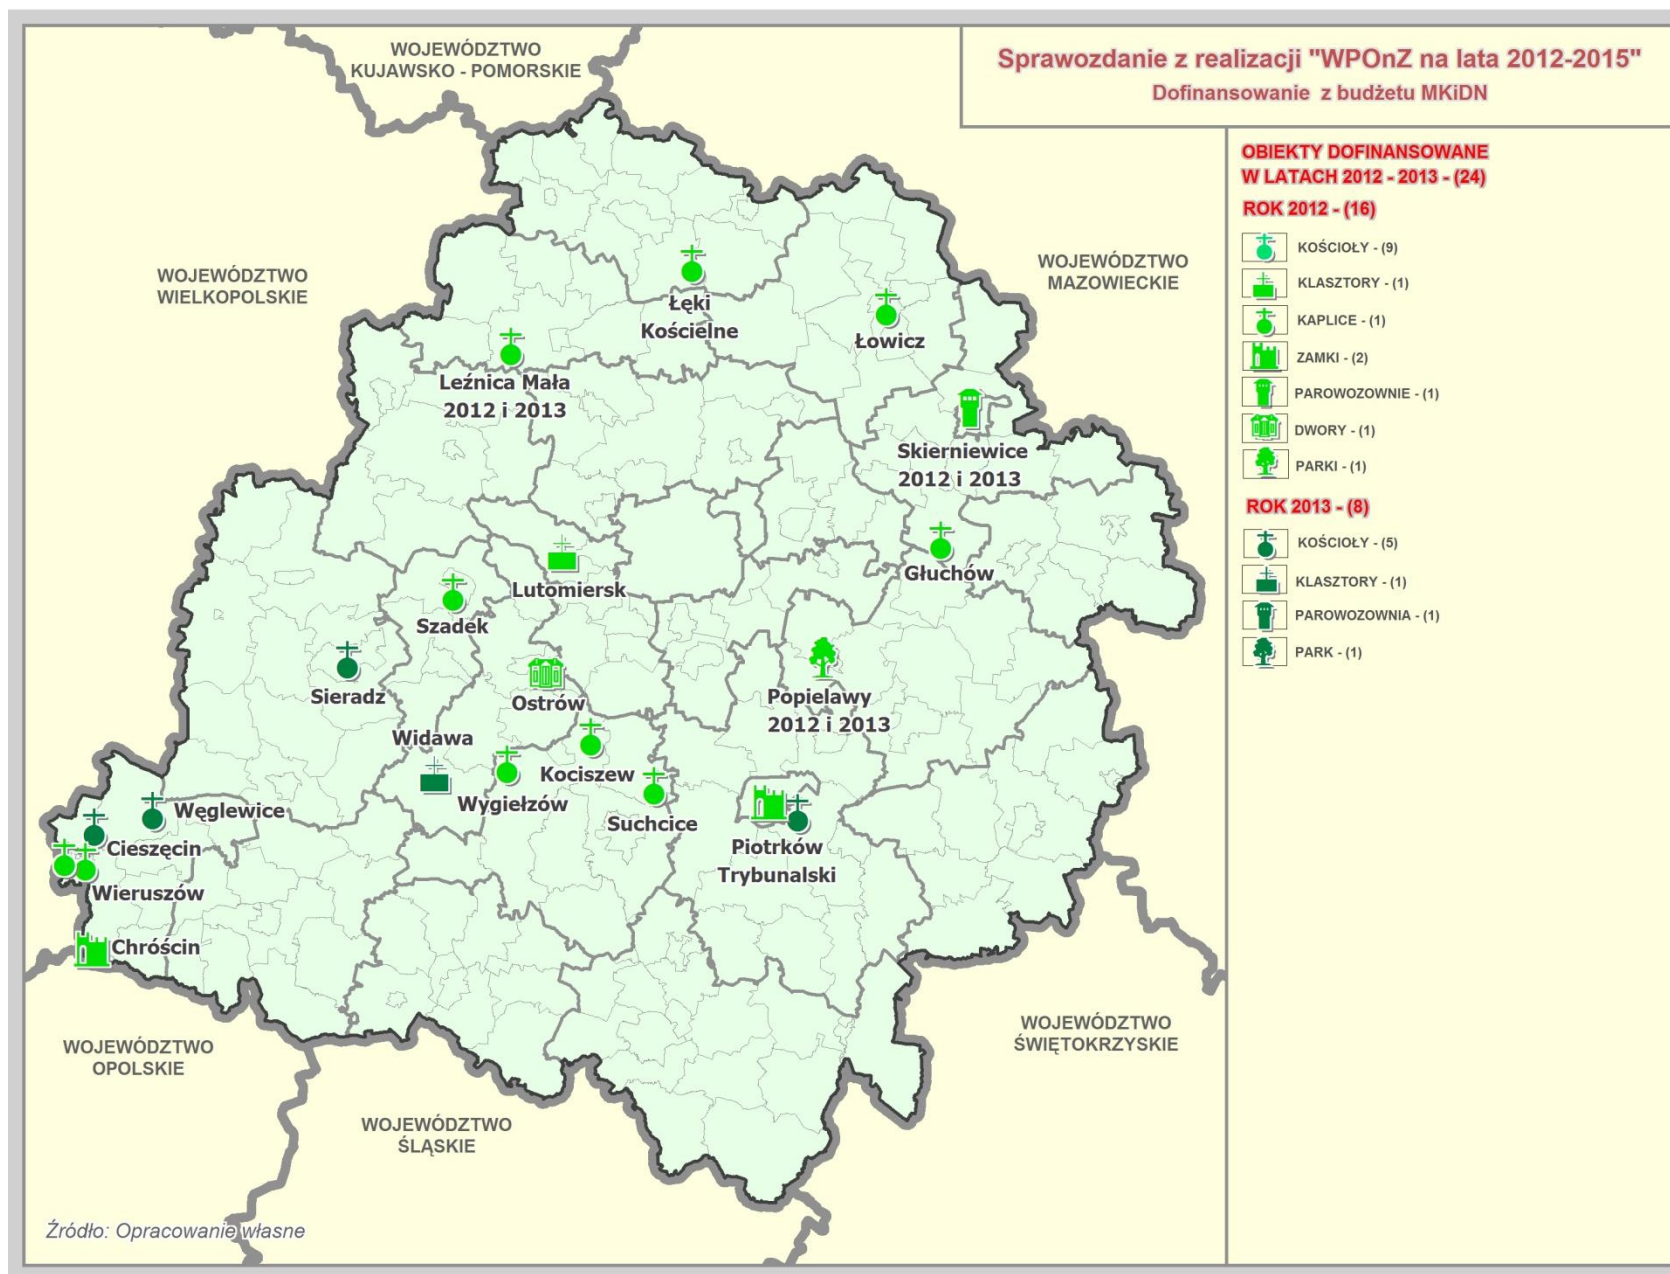 Sprawozdanie z realizacji "WPOnZ na lata 2012-2015"
Dofinansowanie z budżetu MKiDN
OBIEKTY DOFINANSOWANE
W LATACH 2012 - 2013 - (24)
ROK 2012 - (16)
KOŚCIOŁY - (9)
KLASZTORY - (1)
KAPLICE - (1)
ZAMKI - (2)
PAROWOZOWNIE - (1)
DWORY - (1)
PARKI - (1)
ROK 2013 - (8)
KOŚCIOŁY - (5)
KLASZTORY - (1)
PAROWOZOWNIA - (1)
PARK - (1)
WOJEWÓDZTWO
KUJAWSKO - POMORSKIE
WOJEWÓDZTWO
WIELKOPOLSKIE
WOJEWÓDZTWO
MAZOWIECKIE
Łęki
Kościelne
Łowicz
Leźnica Mała
2012 i 2013
Skierniewice
2012 i 2013
Głuchów
Lutomiersk
Szadek
Sieradz
Ostrów
Popielawy
2012 i 2013
Widawa
Kociszew
Wygiełzów
Suchcice
Węglewice
Cieszęcin
Wieruszów
Piotrków
Trybunalski
Chróścin
WOJEWÓDZTWO
OPOLSKIE
WOJEWÓDZTWO
ŚLĄSKIE
WOJEWÓDZTWO
ŚWIĘTOKRZYSKIE
Źródło: Opracowanie własne